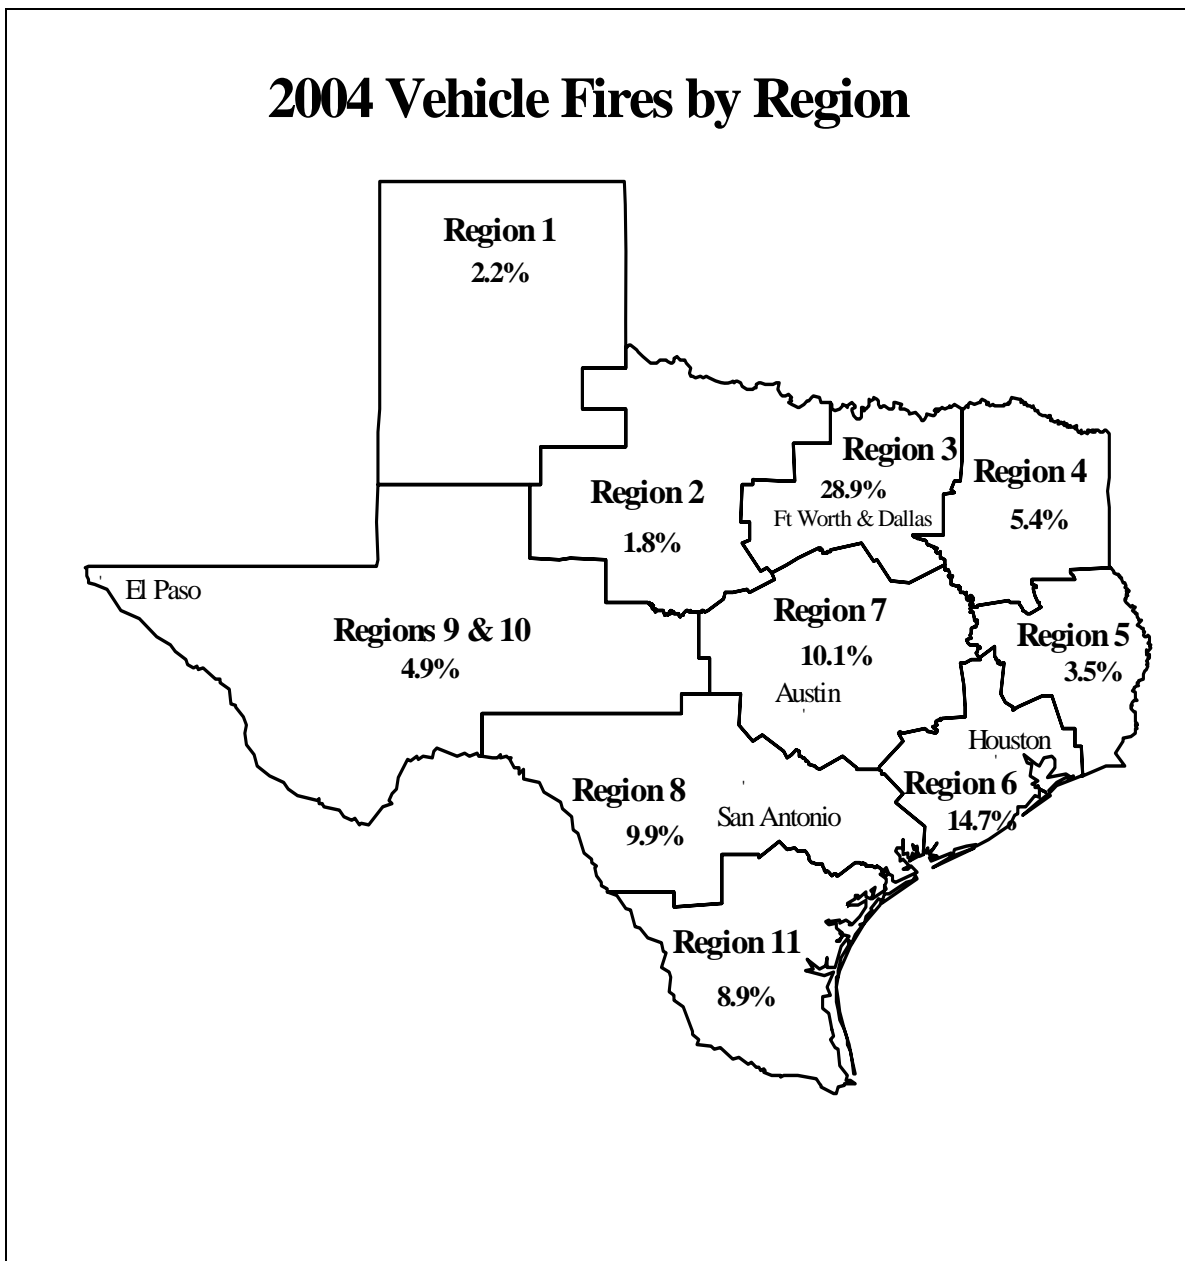 2004 Vehicle Fires by Region
Region 1
2.2%
Region 3
28.9%
Ft Worth & Dallas
Region 4
5.4%
Region 2
1.8%
El Paso
Regions 9 & 10
4.9%
Region 7
10.1%
Austin
Region 5
3.5%
Houston
Region 6
14.7%
Region 8
9.9%
San Antonio
Region 11
8.9%